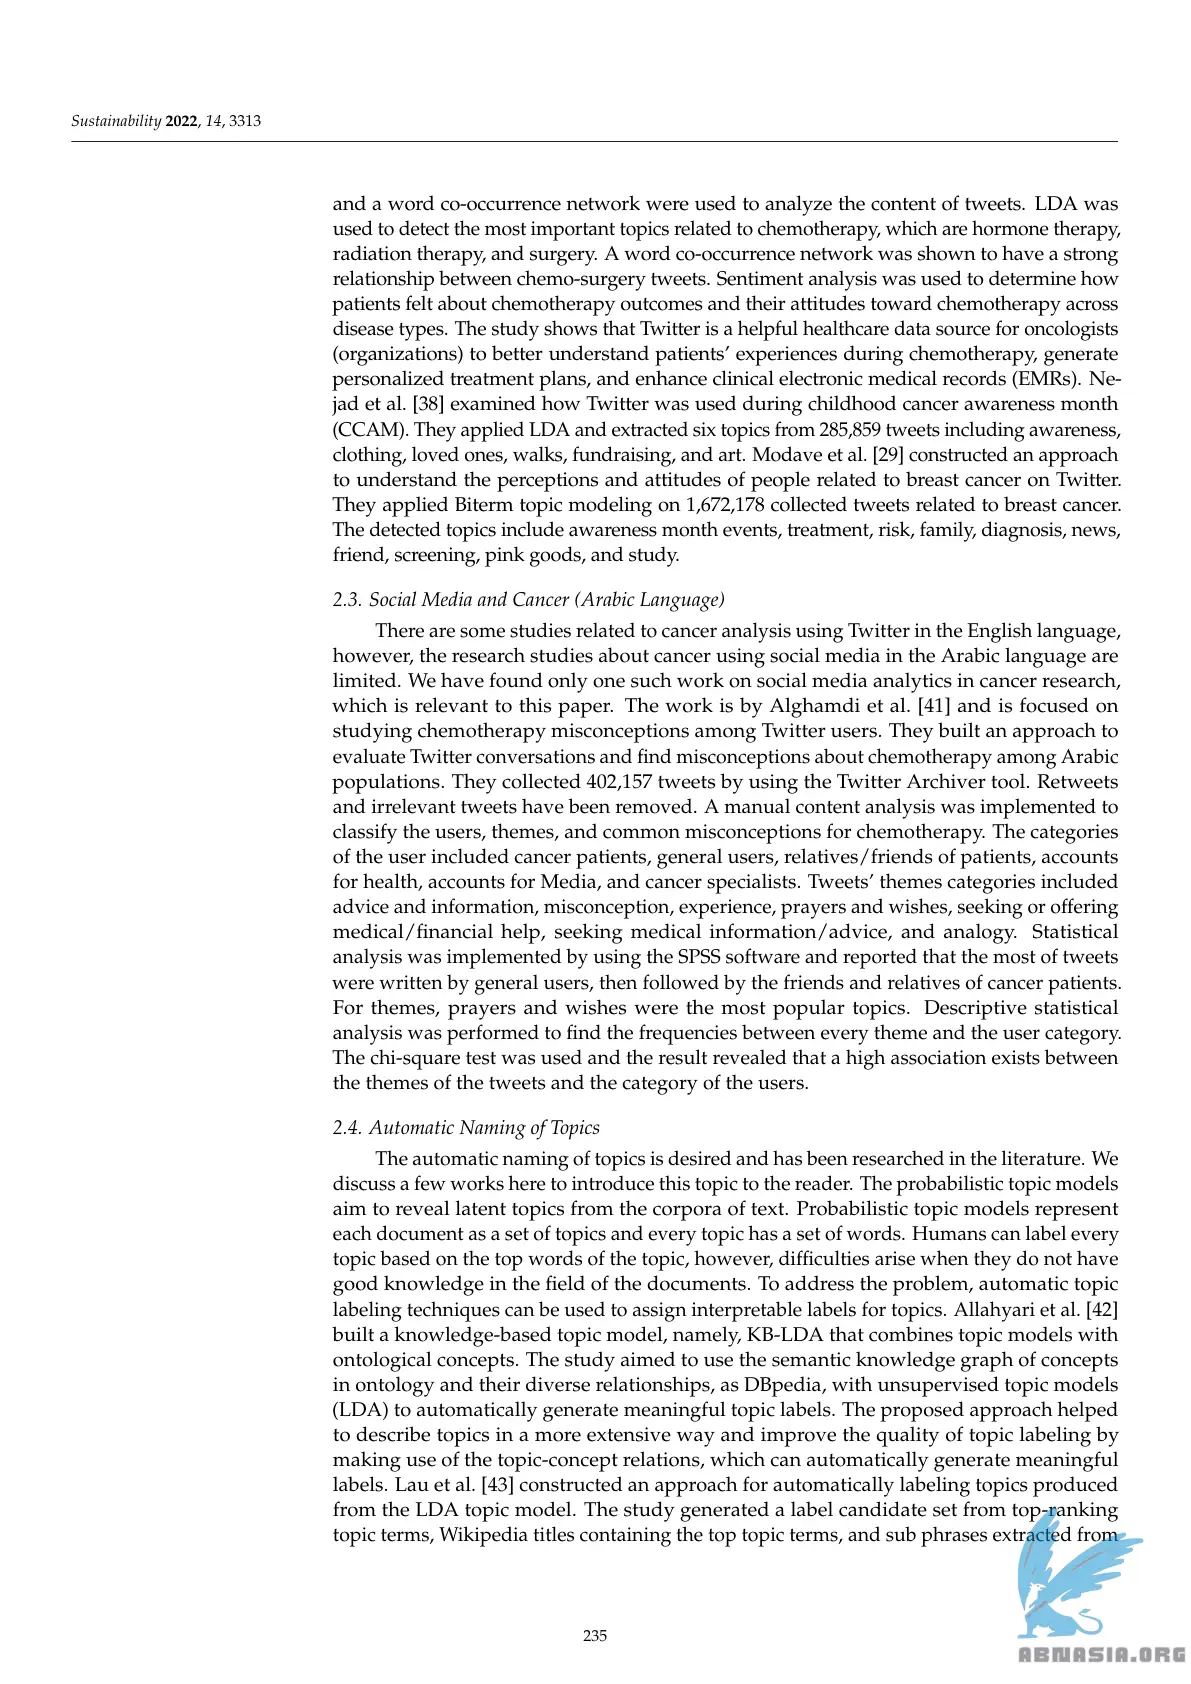 Sustainability 2022, 14, 3313
and a word co-occurrence network were used to analyze the content of tweets. LDA was
used to detect the most important topics related to chemotherapy, which are hormone therapy,
radiation therapy, and surgery. A word co-occurrence network was shown to have a strong
relationship between chemo-surgery tweets. Sentiment analysis was used to determine how
patients felt about chemotherapy outcomes and their attitudes toward chemotherapy across
disease types. The study shows that Twitter is a helpful healthcare data source for oncologists
(organizations) to better understand patients’ experiences during chemotherapy, generate
personalized treatment plans, and enhance clinical electronic medical records (EMRs). Ne-
jad et al. [38] examined how Twitter was used during childhood cancer awareness month
(CCAM). They applied LDA and extracted six topics from 285,859 tweets including awareness,
clothing, loved ones, walks, fundraising, and art. Modave et al. [29] constructed an approach
to understand the perceptions and attitudes of people related to breast cancer on Twitter.
They applied Biterm topic modeling on 1,672,178 collected tweets related to breast cancer.
The detected topics include awareness month events, treatment, risk, family, diagnosis, news,
friend, screening, pink goods, and study.
2.3. Social Media and Cancer (Arabic Language)
There are some studies related to cancer analysis using Twitter in the English language,
however, the research studies about cancer using social media in the Arabic language are
limited. We have found only one such work on social media analytics in cancer research,
which is relevant to this paper. The work is by Alghamdi et al. [41] and is focused on
studying chemotherapy misconceptions among Twitter users. They built an approach to
evaluate Twitter conversations and find misconceptions about chemotherapy among Arabic
populations. They collected 402,157 tweets by using the Twitter Archiver tool. Retweets
and irrelevant tweets have been removed. A manual content analysis was implemented to
classify the users, themes, and common misconceptions for chemotherapy. The categories
of the user included cancer patients, general users, relatives/friends of patients, accounts
for health, accounts for Media, and cancer specialists. Tweets’ themes categories included
advice and information, misconception, experience, prayers and wishes, seeking or offering
medical/financial help, seeking medical information/advice, and analogy. Statistical
analysis was implemented by using the SPSS software and reported that the most of tweets
were written by general users, then followed by the friends and relatives of cancer patients.
For themes, prayers and wishes were the most popular topics. Descriptive statistical
analysis was performed to find the frequencies between every theme and the user category.
The chi-square test was used and the result revealed that a high association exists between
the themes of the tweets and the category of the users.
2.4. Automatic Naming of Topics
The automatic naming of topics is desired and has been researched in the literature. We
discuss a few works here to introduce this topic to the reader. The probabilistic topic models
aim to reveal latent topics from the corpora of text. Probabilistic topic models represent
each document as a set of topics and every topic has a set of words. Humans can label every
topic based on the top words of the topic, however, difficulties arise when they do not have
good knowledge in the field of the documents. To address the problem, automatic topic
labeling techniques can be used to assign interpretable labels for topics. Allahyari et al. [42]
built a knowledge-based topic model, namely, KB-LDA that combines topic models with
ontological concepts. The study aimed to use the semantic knowledge graph of concepts
in ontology and their diverse relationships, as DBpedia, with unsupervised topic models
(LDA) to automatically generate meaningful topic labels. The proposed approach helped
to describe topics in a more extensive way and improve the quality of topic labeling by
making use of the topic-concept relations, which can automatically generate meaningful
labels. Lau et al. [43] constructed an approach for automatically labeling topics produced
from the LDA topic model. The study generated a label candidate set from top-ranking
topic terms, Wikipedia titles containing the top topic terms, and sub phrases extracted from
235
ABNASIA.ORG